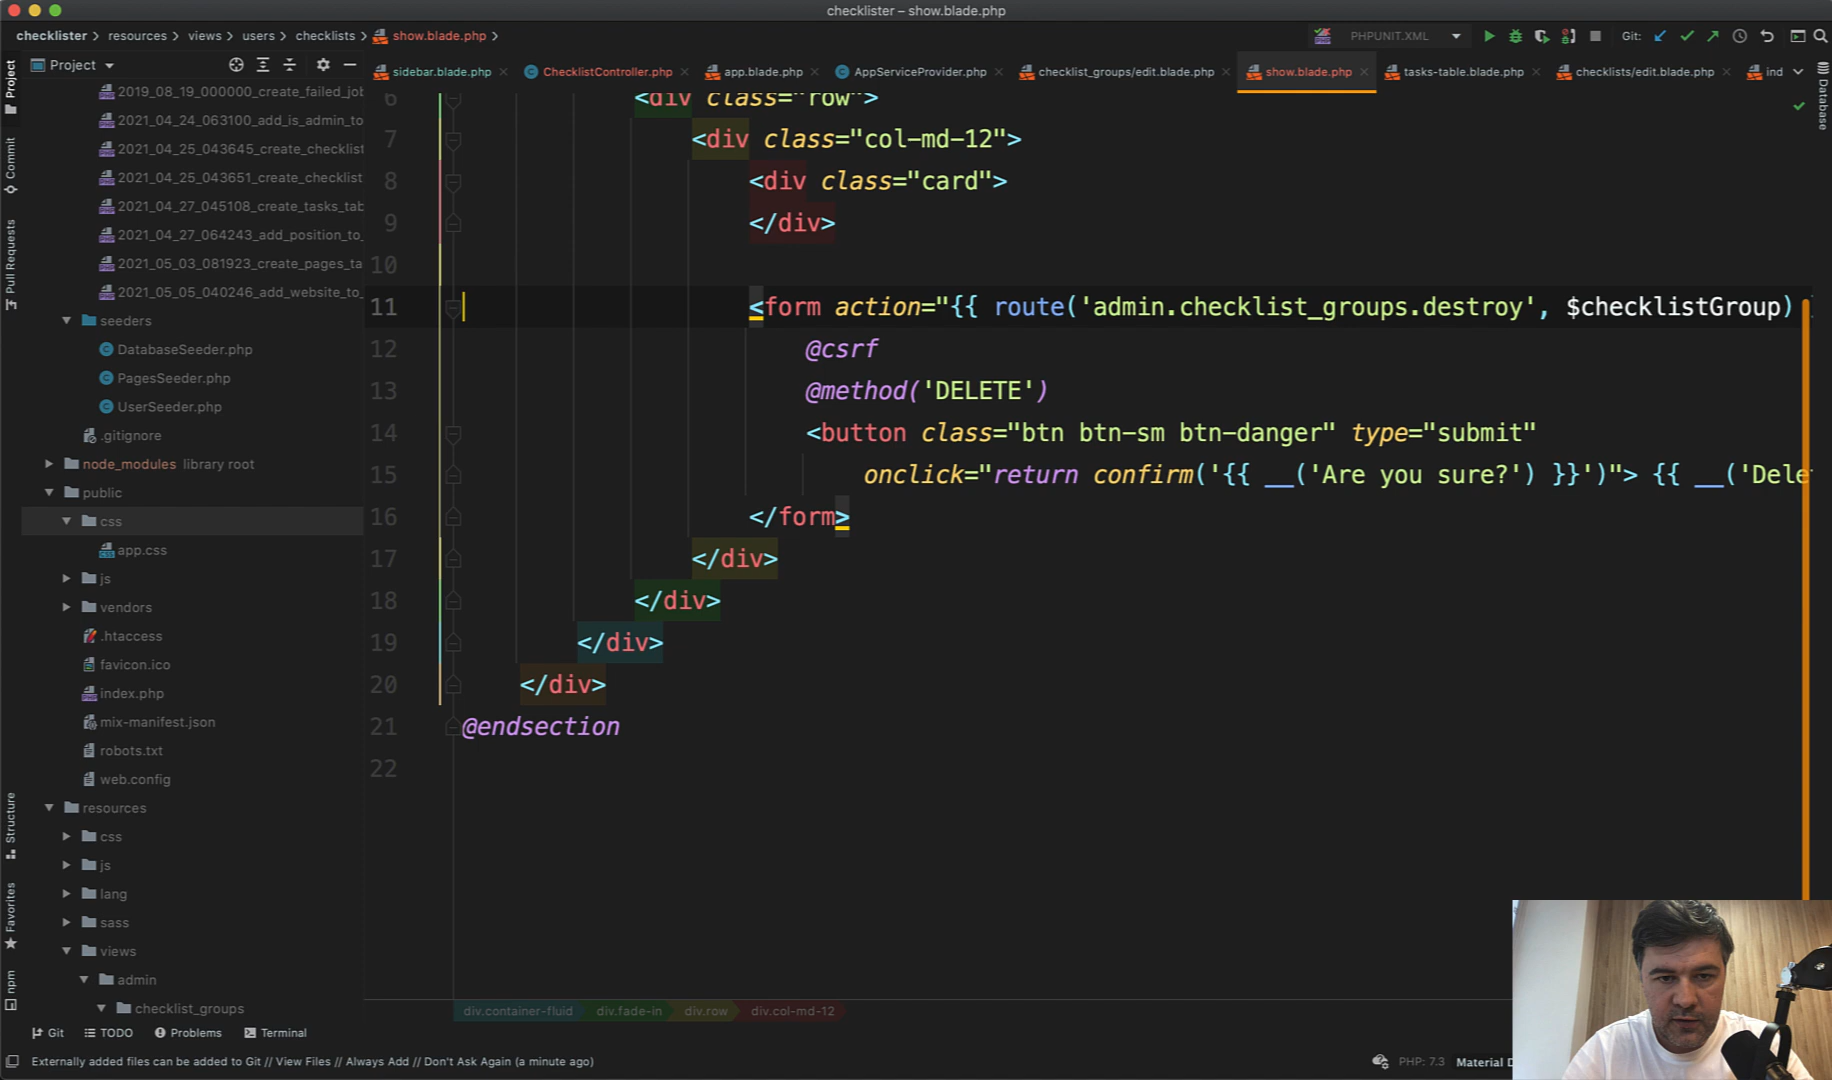 checklister – show.blade.php
checklister resources views users checklists show.blade.php
PHPUNIT.XML
Git:
Project
sidebar.blade.php
ChecklistController.php
app.blade.php
AppServiceProvider.php
checklist_groups/edit.blade.php
show.blade.php
tasks-table.blade.php
checklists/edit.blade.php
ind
Project
Commit
Pull Requests
Structure
Favorites
npm
Database
2019_08_19_000000_create_failed_job
2021_04_24_063100_add_is_admin_to
2021_04_25_043645_create_checklist
2021_04_25_043651_create_checklist
2021_04_27_045108_create_tasks_tab
2021_04_27_064243_add_position_to_
2021_05_03_081923_create_pages_ta
2021_05_05_040246_add_website_to_
seeders
DatabaseSeeder.php
PagesSeeder.php
UserSeeder.php
.gitignore
node_modules library root
public
css
app.css
js
vendors
.htaccess
favicon.ico
index.php
mix-manifest.json
robots.txt
web.config
resources
css
js
lang
sass
views
admin
checklist_groups
6 <div class="row">
7 <div class="col-md-12">
8 <div class="card">
9 </div>
10
11 <form action="{{ route('admin.checklist_groups.destroy', $checklistGroup)
12 @csrf
13 @method('DELETE')
14 <button class="btn btn-sm btn-danger" type="submit"
15 onclick="return confirm('{{ __('Are you sure?') }}')"> {{ __('Dele
16 </form>
17 </div>
18 </div>
19 </div>
20 </div>
21 @endsection
22
div.container-fluid div.fade-in div.row div.col-md-12
Git TODO Problems Terminal
Externally added files can be added to Git // View Files // Always Add // Don't Ask Again (a minute ago)
PHP: 7.3 Material D